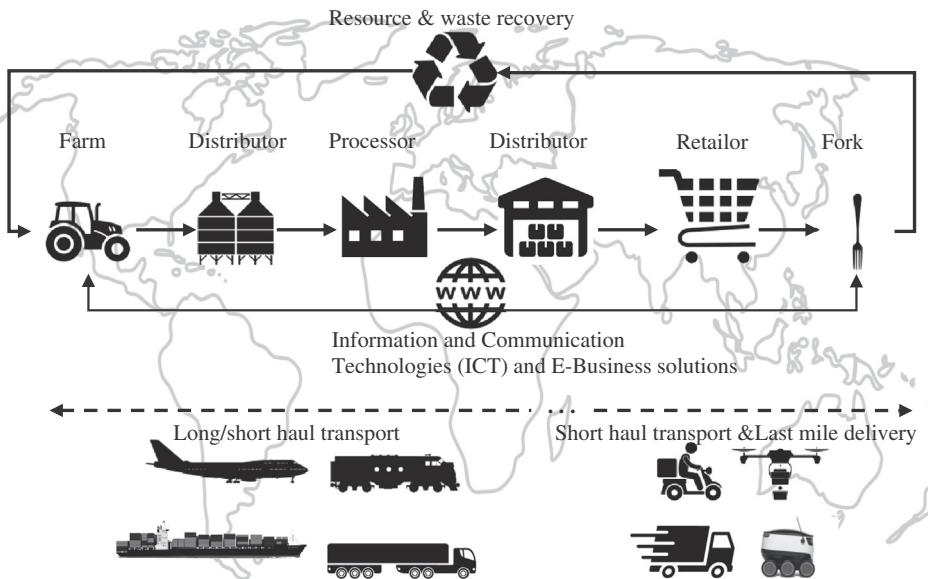 Resource & waste recovery
Farm
Distributor
Processor
Distributor
Retailor
Fork
WWW
Information and Communication
Technologies (ICT) and E-Business solutions
...
Long/short haul transport
Short haul transport &Last mile delivery